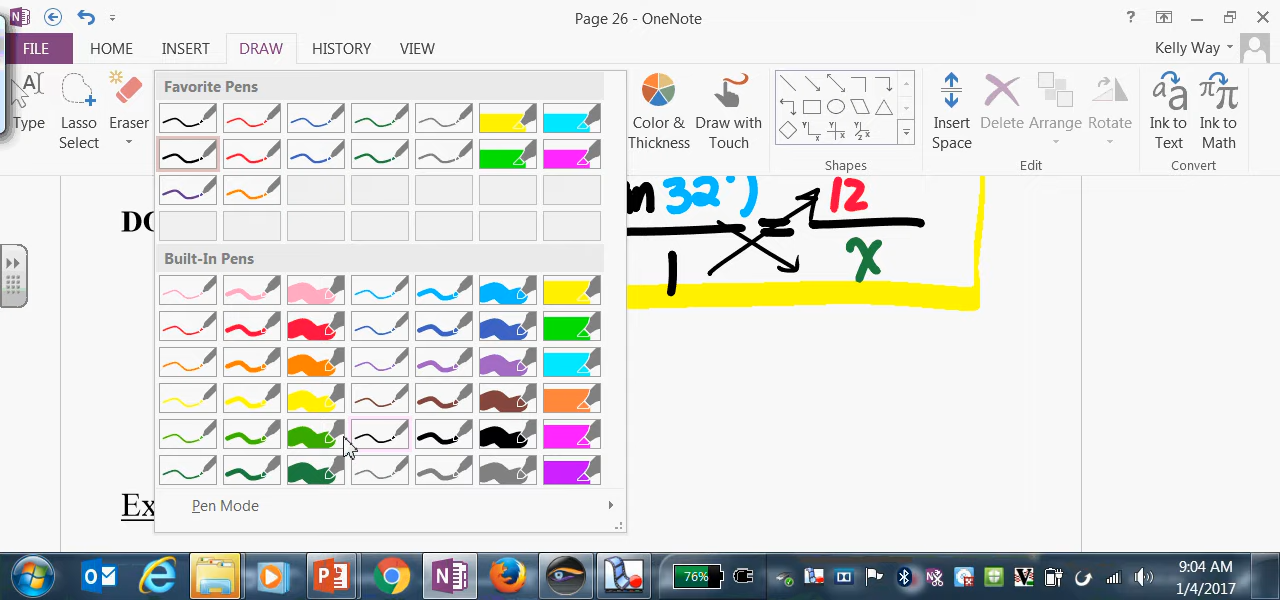 Page 26 - OneNote
?
FILE HOME INSERT DRAW HISTORY VIEW
Kelly Way
Type
Lasso Select
Eraser
Favorite Pens
Color & Thickness
Draw with Touch
Shapes
Insert Space
Delete
Arrange
Rotate
Edit
Ink to Text
Ink to Math
Convert
32°) = 12
1 x
Built-In Pens
Ex
Pen Mode
76%
9:04 AM
1/4/2017